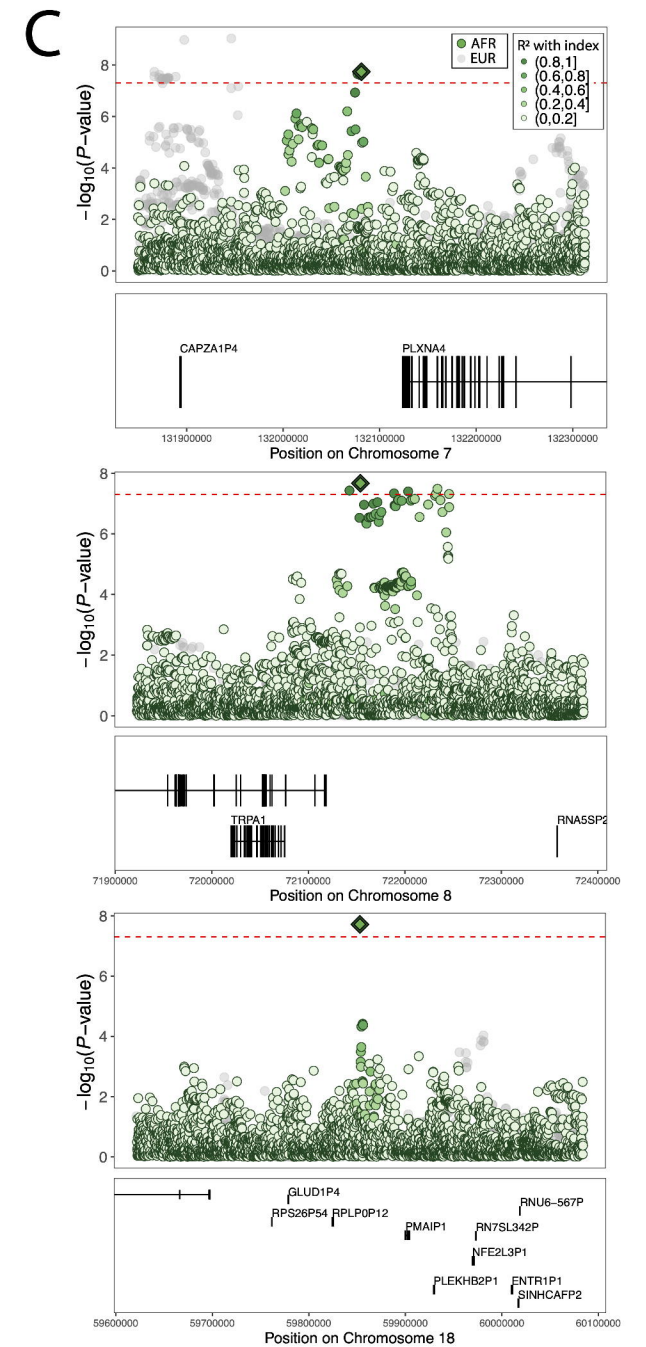 C
AFR
EUR
R² with index
(0.8,1]
(0.6,0.8]
(0.4,0.6]
(0.2,0.4]
(0,0.2]
−log10(P−value)
8
6
4
2
0
CAPZA1P4
PLXNA4
131900000 132000000 132100000 132200000 132300000
Position on Chromosome 7
−log10(P−value)
8
6
4
2
0
TRPA1
RNA5SP2
71900000 72000000 72100000 72200000 72300000 72400000
Position on Chromosome 8
−log10(P−value)
8
6
4
2
0
GLUD1P4
RNU6−567P
RPS26P54 RPLP0P12
PMAIP1 RN7SL342P
NFE2L3P1
PLEKHB2P1 ENTR1P1
SINHCAFP2
59600000 59700000 59800000 59900000 60000000 60100000
Position on Chromosome 18